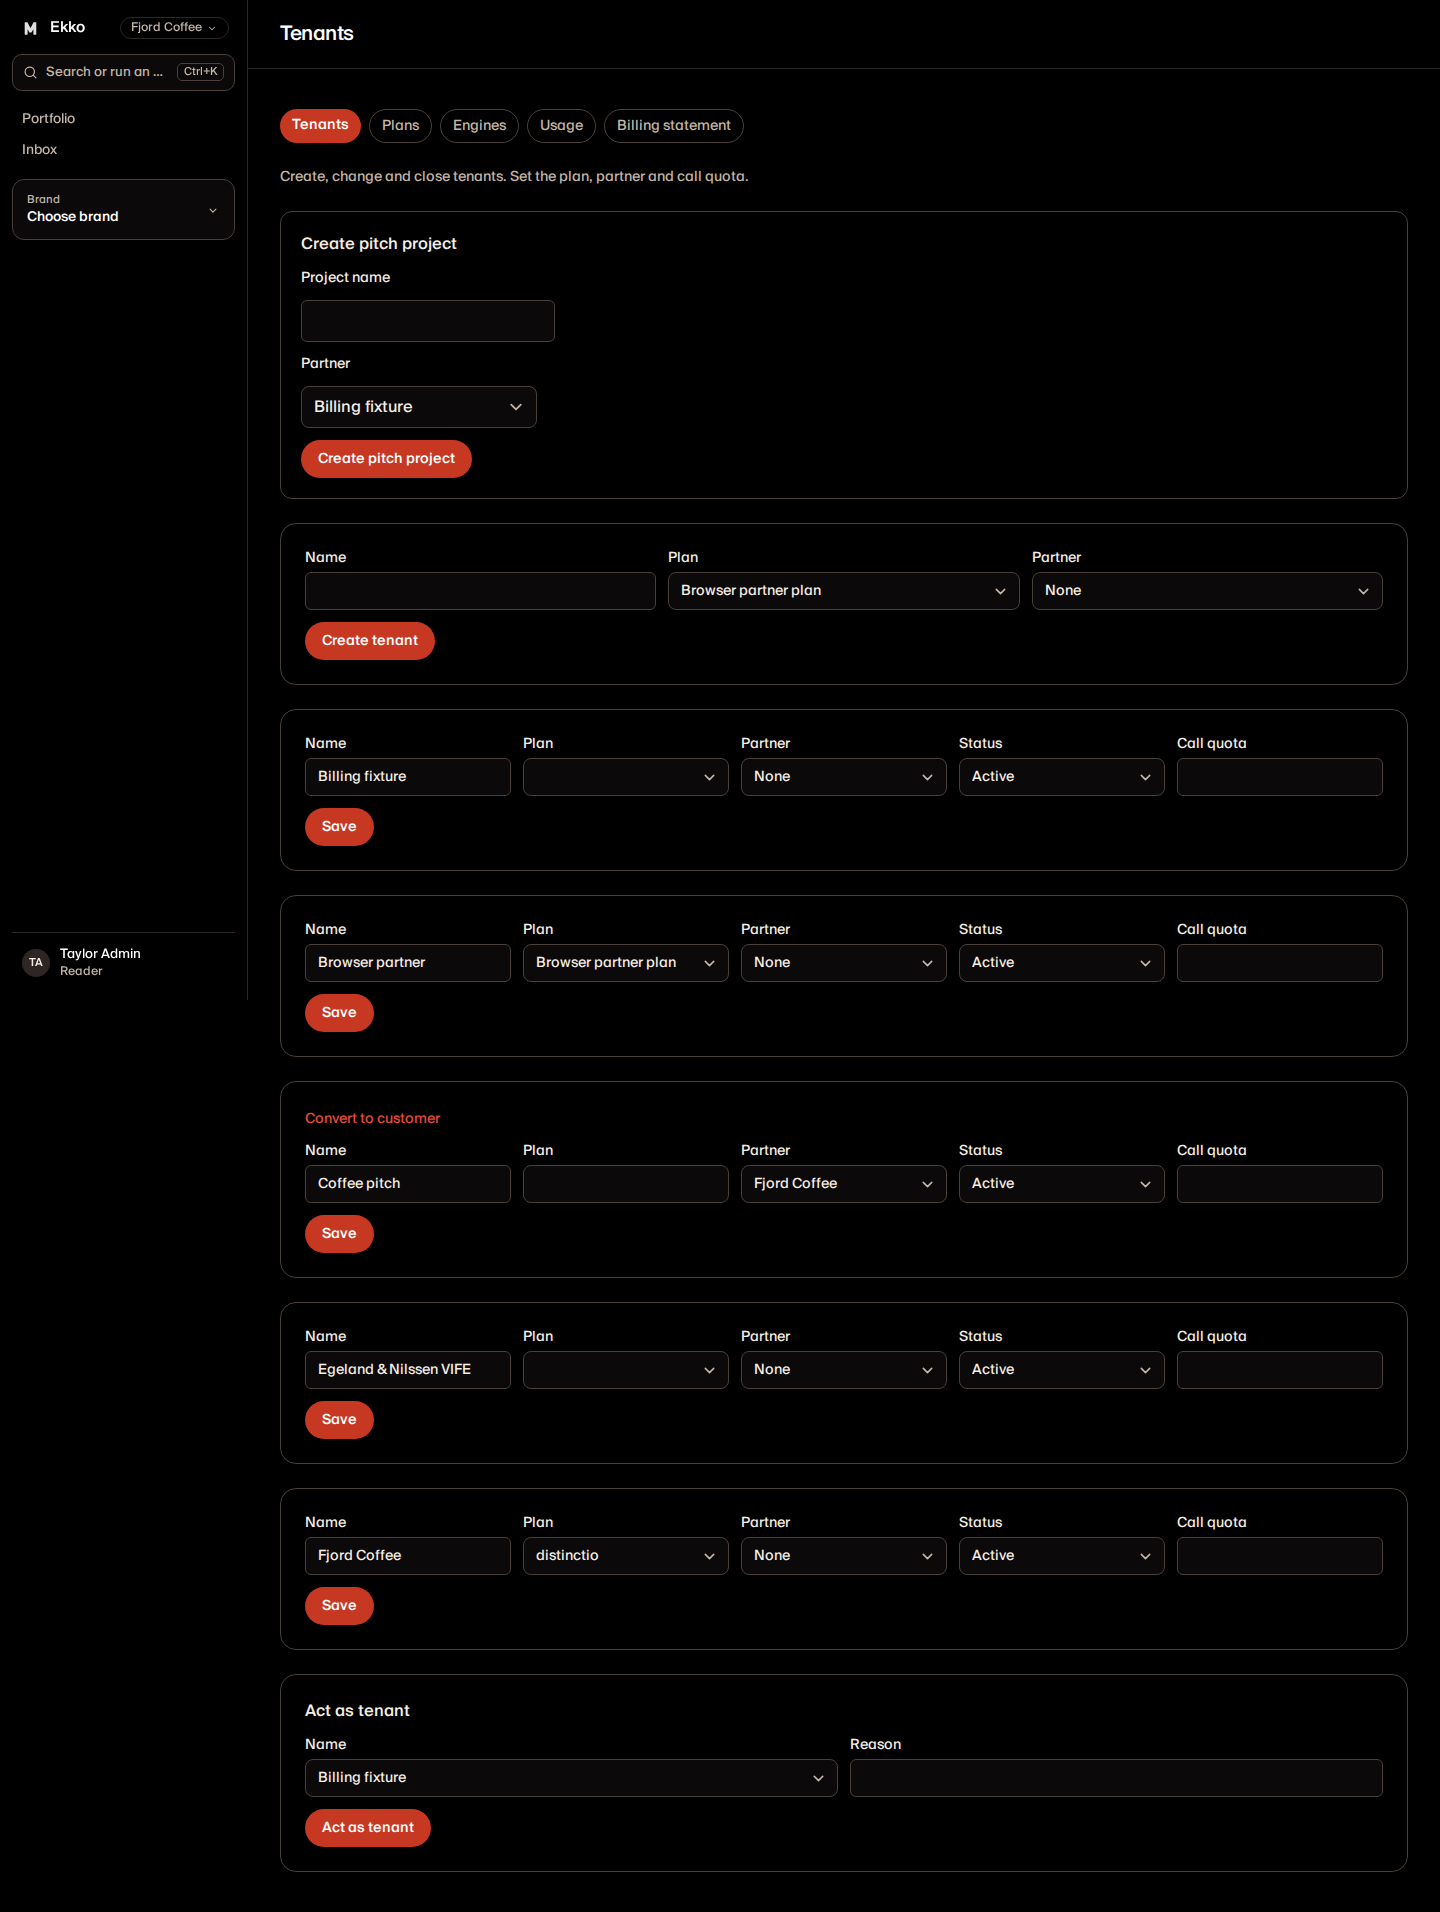 Ekko
Fjord Coffee
Search or run an ...
Ctrl+K
Portfolio
Inbox
Brand
Choose brand
Taylor Admin
TA
Reader
Tenants
Tenants
Plans
Engines
Usage
Billing statement
Create, change and close tenants. Set the plan, partner and call quota.
Create pitch project
Project name
Partner
Billing fixture
Create pitch project
Name
Plan
Partner
Browser partner plan
None
Create tenant
Name
Plan
Partner
Status
Call quota
Billing fixture
None
Active
Save
Name
Plan
Partner
Status
Call quota
Browser partner
Browser partner plan
None
Active
Save
Convert to customer
Name
Plan
Partner
Status
Call quota
Coffee pitch
Fjord Coffee
Active
Save
Name
Plan
Partner
Status
Call quota
Egeland & Nilssen VIFE
None
Active
Save
Name
Plan
Partner
Status
Call quota
Fjord Coffee
distinctio
None
Active
Save
Act as tenant
Name
Reason
Billing fixture
Act as tenant